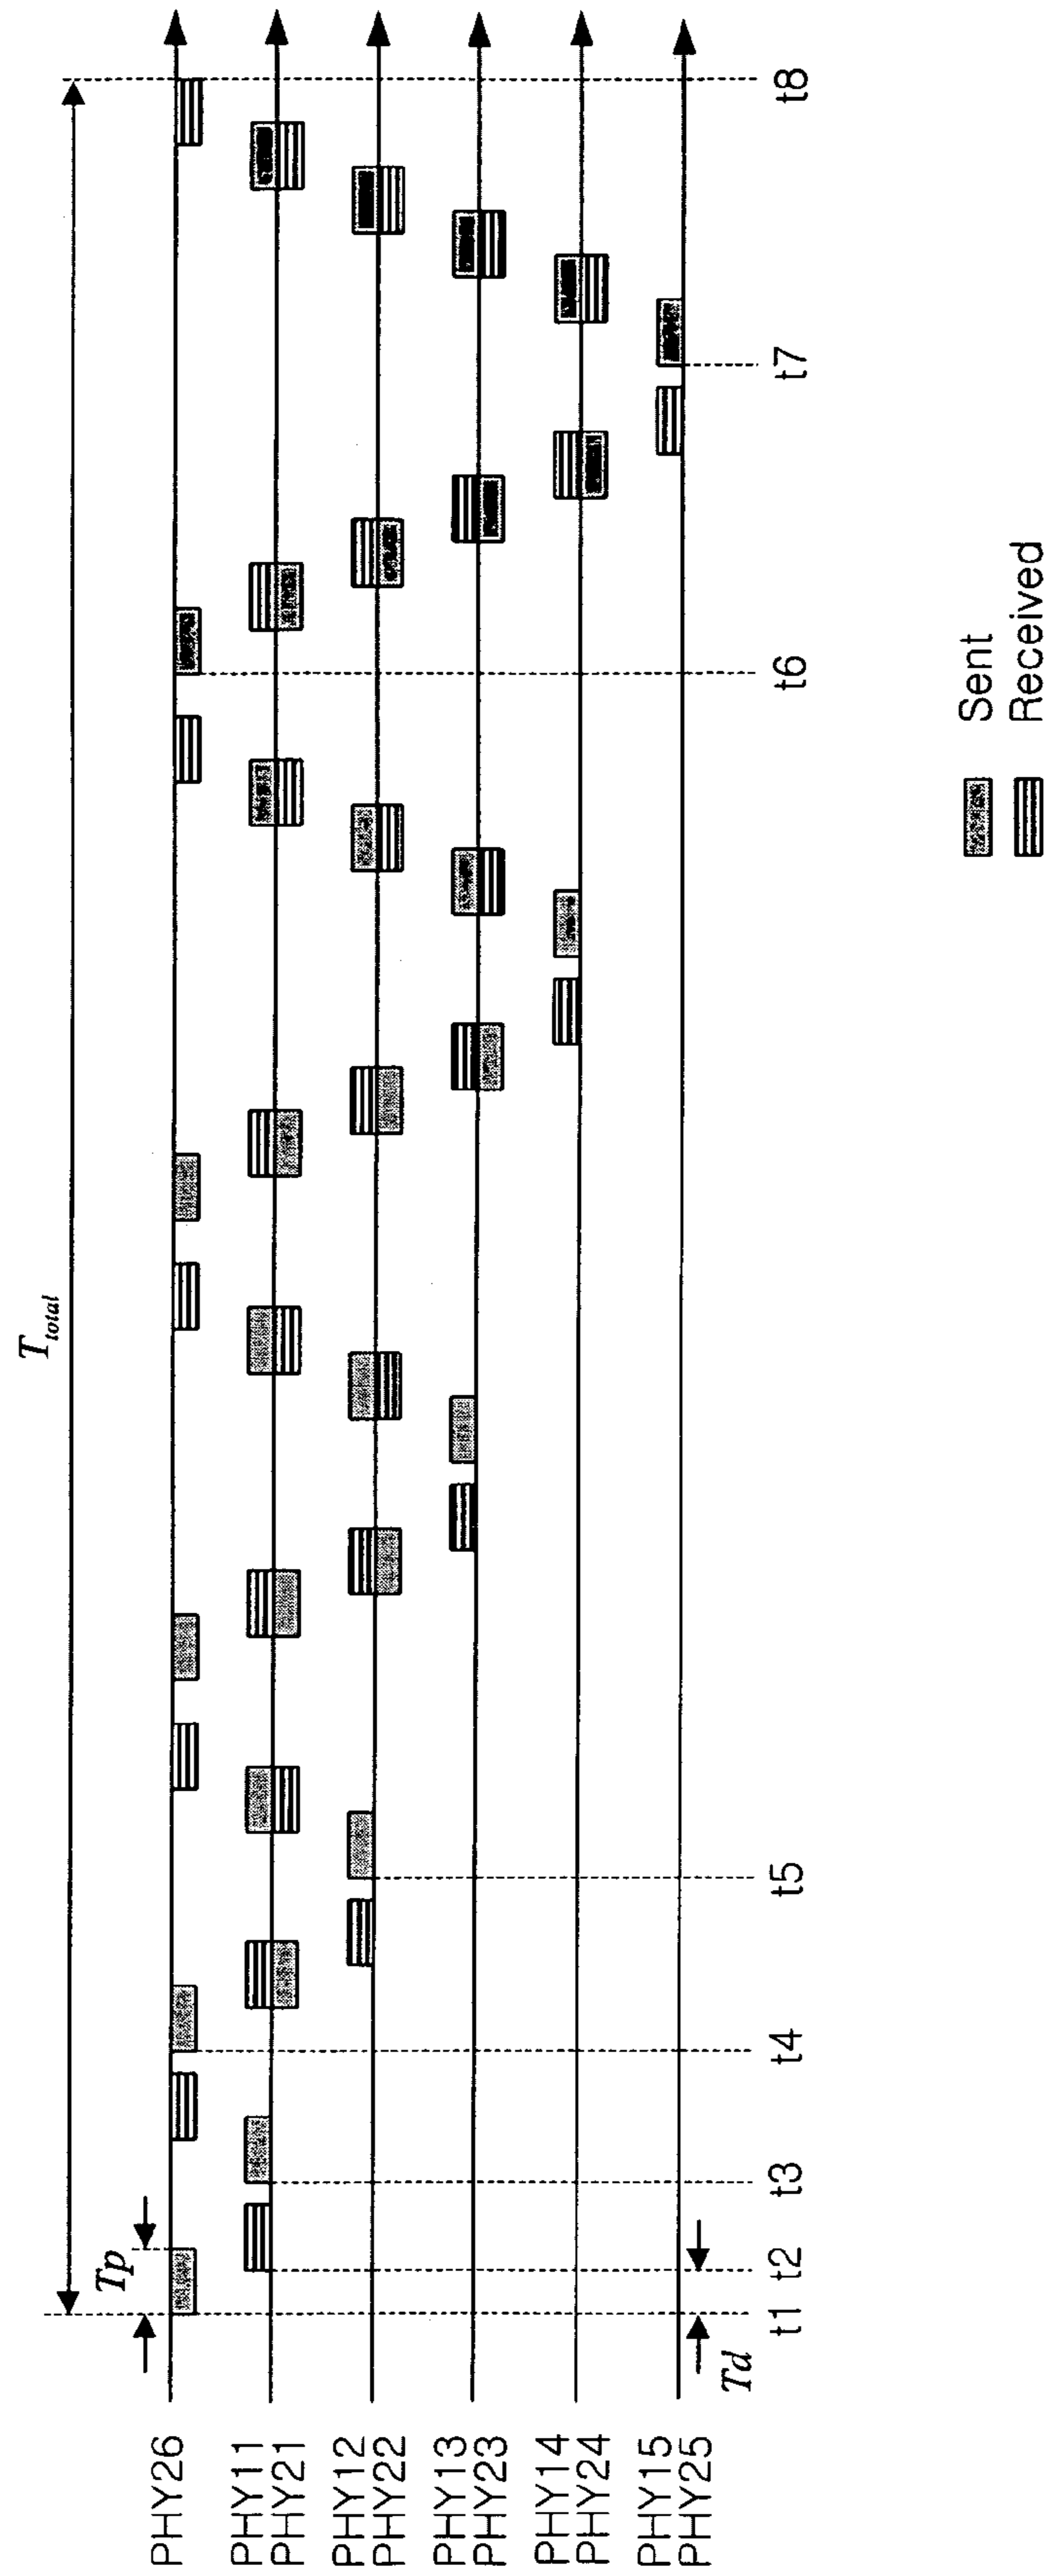 T total
Tp
PHY26
PHY11
PHY21
PHY12
PHY22
PHY13
PHY23
PHY14
PHY24
PHY15
PHY25
Td
t1
t2
t3
t4
t5
t6
t7
t8
Sent
Received